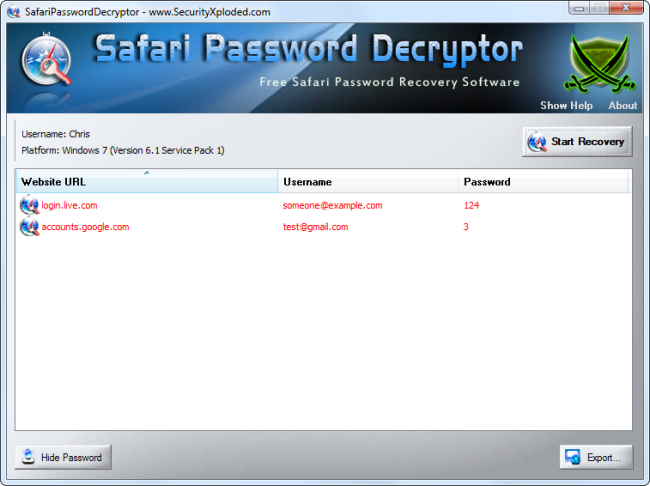 SafariPasswordDecryptor - www.SecurityXploded.com
Safari Password Decryptor
Free Safari Password Recovery Software
Show Help About
Username: Chris
Platform: Windows 7 (Version 6.1 Service Pack 1)
Start Recovery
Website URL Username Password
login.live.com someone@example.com 124
accounts.google.com test@gmail.com 3
Hide Password Export...